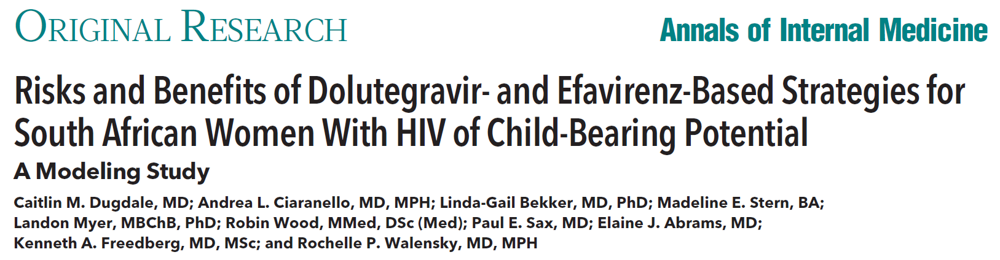 ORIGINAL RESEARCH
Annals of Internal Medicine
Risks and Benefits of Dolutegravir- and Efavirenz-Based Strategies for
South African Women With HIV of Child-Bearing Potential
A Modeling Study
Caitlin M. Dugdale, MD; Andrea L. Ciaranello, MD, MPH; Linda-Gail Bekker, MD, PhD; Madeline E. Stern, BA;
Landon Myer, MBChB, PhD; Robin Wood, MMed, DSc (Med); Paul E. Sax, MD; Elaine J. Abrams, MD;
Kenneth A. Freedberg, MD, MSc; and Rochelle P. Walensky, MD, MPH